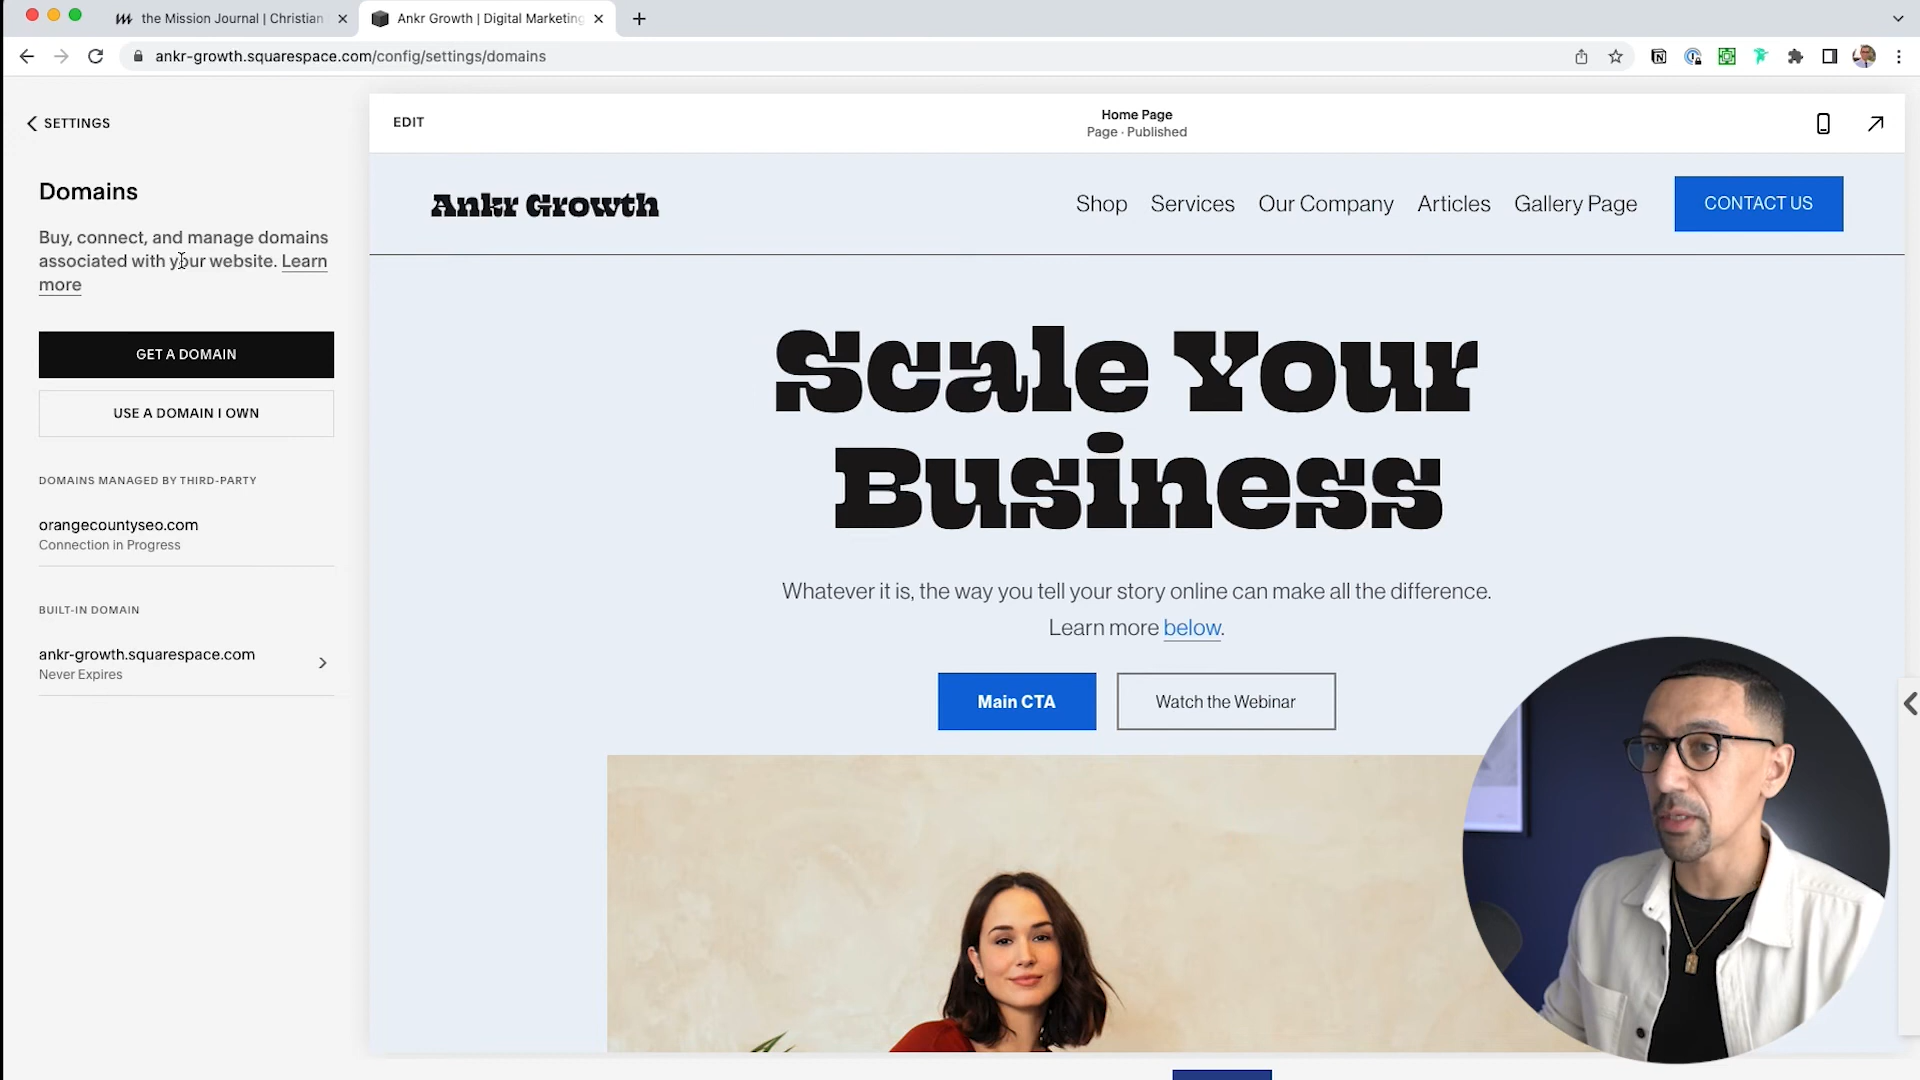 the Mission Journal | Christian
Ankr Growth | Digital Marketing
ankr-growth.squarespace.com/config/settings/domains
SETTINGS
Domains
Buy, connect, and manage domains
associated with your website. Learn
more
GET A DOMAIN
USE A DOMAIN I OWN
DOMAINS MANAGED BY THIRD-PARTY
orangecountyseo.com
Connection in Progress
BUILT-IN DOMAIN
ankr-growth.squarespace.com
Never Expires
EDIT
Home Page
Page · Published
Ankr Growth
Shop Services Our Company Articles Gallery Page CONTACT US
Scale Your
Business
Whatever it is, the way you tell your story online can make all the difference.
Learn more below.
Main CTA
Watch the Webinar